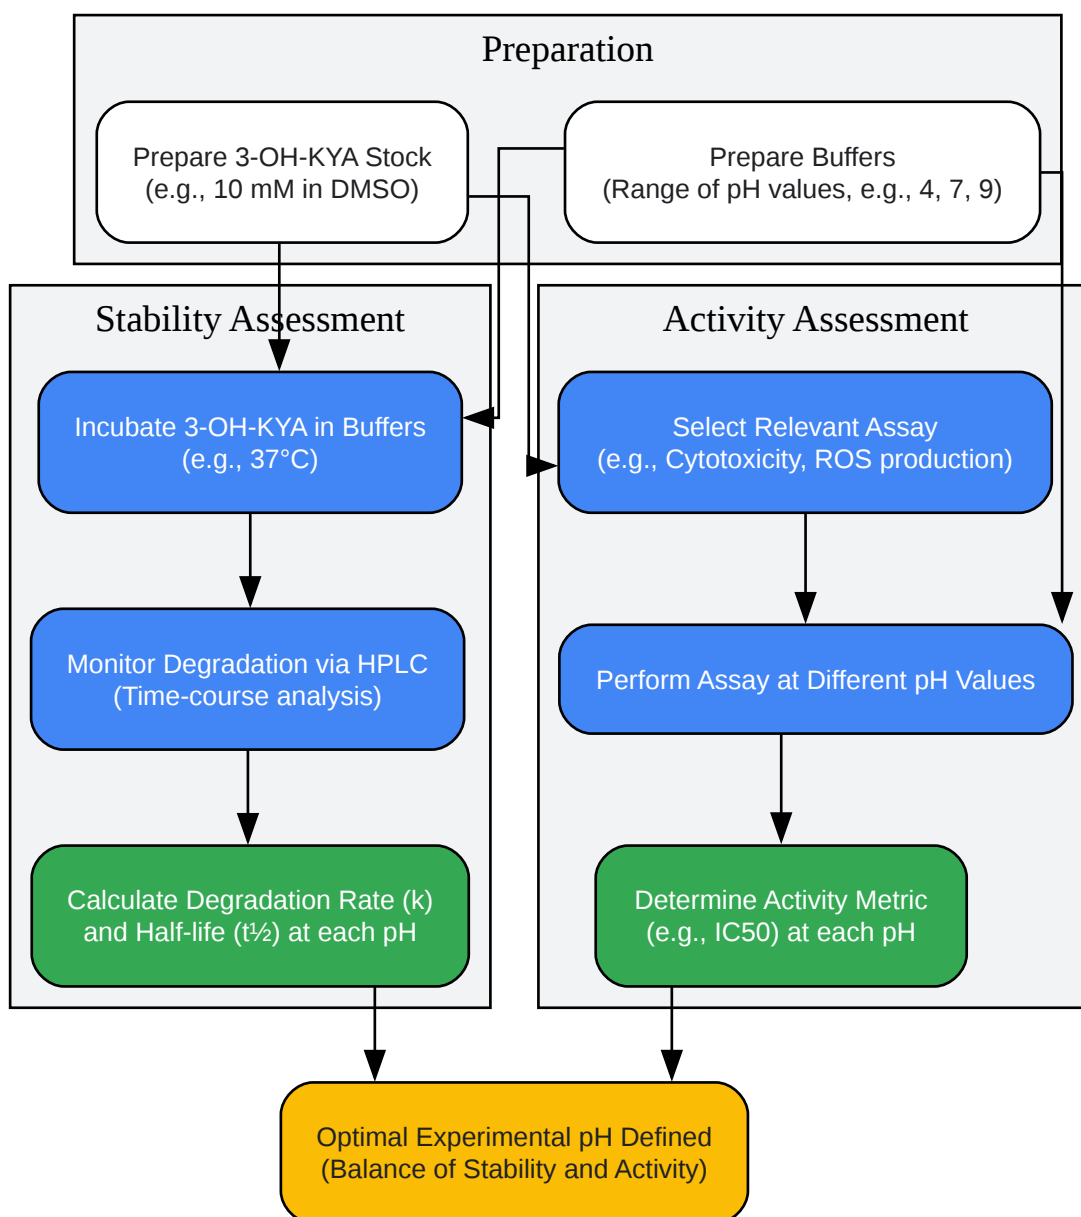 Preparation
Prepare 3-OH-KYA Stock
(e.g., 10 mM in DMSO)
Prepare Buffers
(Range of pH values, e.g., 4, 7, 9)
Stability Assessment
Incubate 3-OH-KYA in Buffers
(e.g., 37°C)
Monitor Degradation via HPLC
(Time-course analysis)
Calculate Degradation Rate (k)
and Half-life (t½) at each pH
Activity Assessment
Select Relevant Assay
(e.g., Cytotoxicity, ROS production)
Perform Assay at Different pH Values
Determine Activity Metric
(e.g., IC50) at each pH
Optimal Experimental pH Defined
(Balance of Stability and Activity)